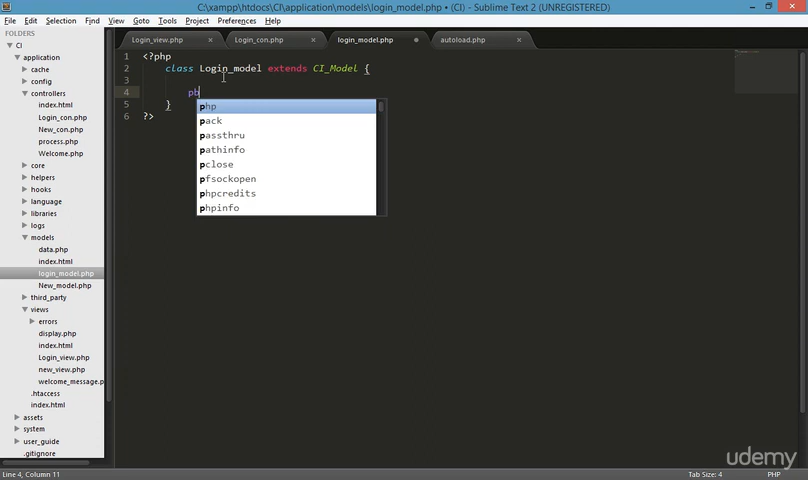 C:\xampp\htdocs\CI\application\models\login_model.php • (CI) - Sublime Text 2 (UNREGISTERED)
File Edit Selection Find View Goto Tools Project Preferences Help
FOLDERS
CI
application
cache
config
controllers
index.html
Login_con.php
New_con.php
process.php
Welcome.php
core
helpers
hooks
language
libraries
logs
models
data.php
index.html
login_model.php
New_model.php
third_party
views
errors
display.php
index.html
Login_view.php
new_view.php
welcome_message.p
.htaccess
index.html
assets
system
user_guide
.gitignore
Login_view.php Login_con.php login_model.php autoload.php
1 <?php
2 class Login_model extends CI_Model {
3
4 pb
5 }
6 ?>
php
pack
passthru
pathinfo
pclose
pfsockopen
phpcredits
phpinfo
udemy
Line 4, Column 11 Tab Size: 4 PHP